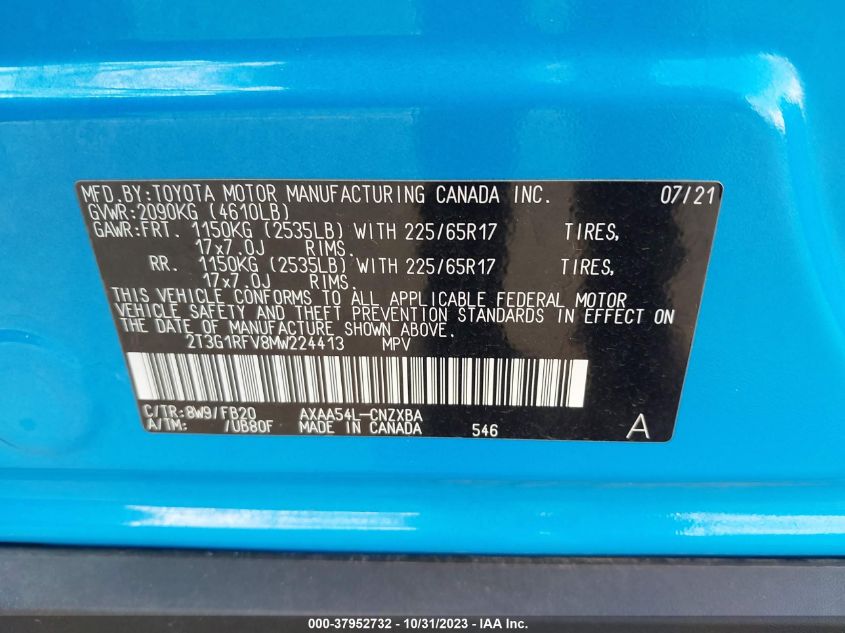 MFD.BY:TOYOTA MOTOR MANUFACTURING CANADA INC. 07/21
GVWR:2090KG (4610LB)
GAWR:FRT. 1150KG (2535LB) WITH 225/65R17 TIRES,
17x7.0J RIMS.
RR. 1150KG (2535LB) WITH 225/65R17 TIRES,
17x7.0J RIMS.
THIS VEHICLE CONFORMS TO ALL APPLICABLE FEDERAL MOTOR
VEHICLE SAFETY AND THEFT PREVENTION STANDARDS IN EFFECT ON
THE DATE OF MANUFACTURE SHOWN ABOVE.
2T3G1RFV8MW224413 MPV
C/TR:8W9/FB20 AXAA54L-CNZXBA
A/TM: /UB80F MADE IN CANADA 546 A
000-37952732 - 10/31/2023 - IAA Inc.